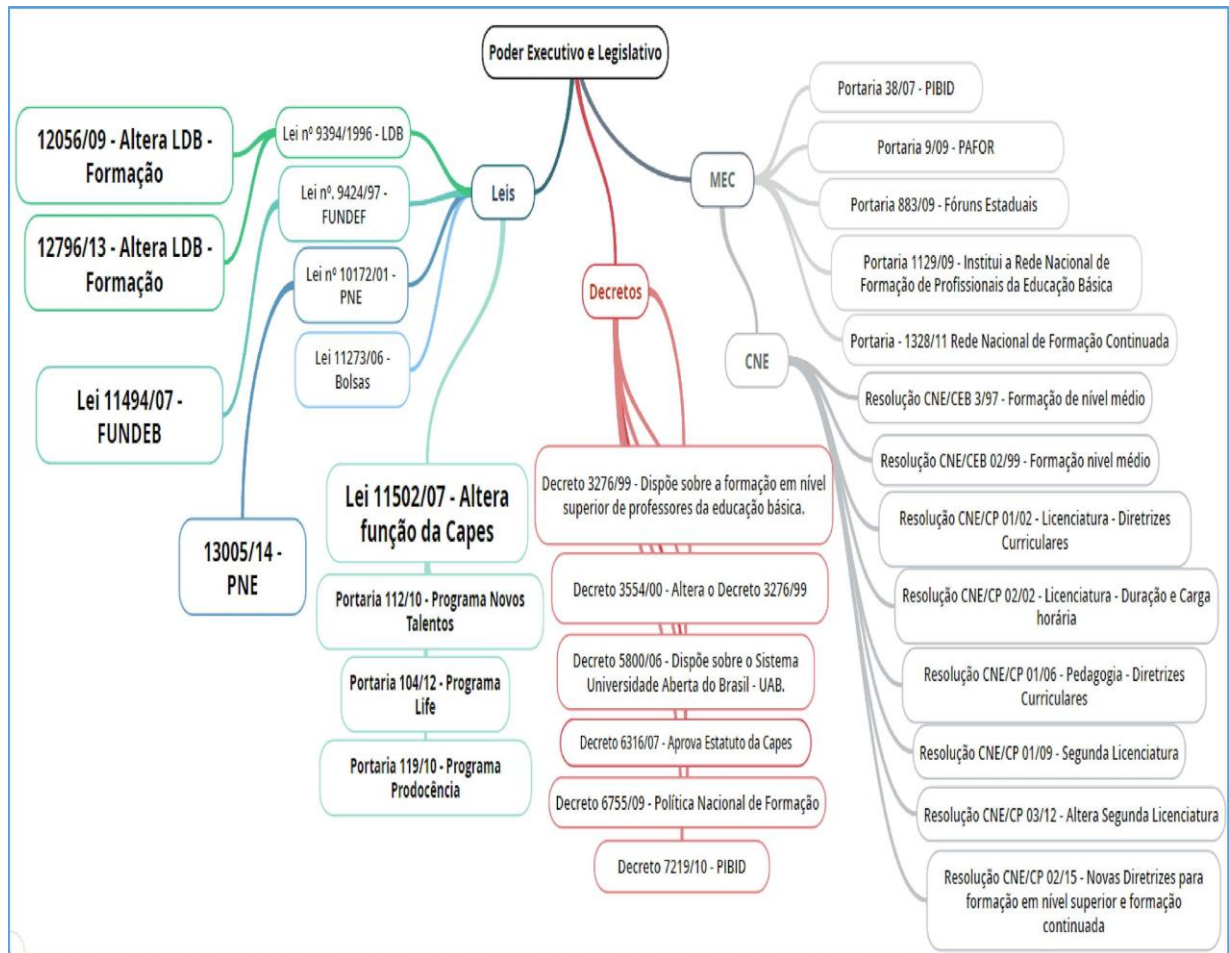 Poder Executivo e Legislativo
Leis
Lei nº 9394/1996 - LDB
12056/09 - Altera LDB -
Formação
12796/13 - Altera LDB -
Formação
Lei nº. 9424/97 -
FUNDEF
Lei 11494/07 -
FUNDEB
Lei nº 10172/01 -
PNE
13005/14 -
PNE
Lei 11273/06 -
Bolsas
Lei 11502/07 - Altera
função da Capes
Portaria 112/10 - Programa Novos
Talentos
Portaria 104/12 - Programa
Life
Portaria 119/10 - Programa
Prodocência
Decretos
Decreto 3276/99 - Dispõe sobre a formação em nível
superior de professores da educação básica.
Decreto 3554/00 - Altera o Decreto 3276/99
Decreto 5800/06 - Dispõe sobre o Sistema
Universidade Aberta do Brasil - UAB.
Decreto 6316/07 - Aprova Estatuto da Capes
Decreto 6755/09 - Política Nacional de Formação
Decreto 7219/10 - PIBID
MEC
Portaria 38/07 - PIBID
Portaria 9/09 - PAFOR
Portaria 883/09 - Fóruns Estaduais
Portaria 1129/09 - Institui a Rede Nacional de
Formação de Profissionais da Educação Básica
Portaria - 1328/11 Rede Nacional de Formação Continuada
CNE
Resolução CNE/CEB 3/97 - Formação de nível médio
Resolução CNE/CEB 02/99 - Formação nivel médio
Resolução CNE/CP 01/02 - Licenciatura - Diretrizes
Curriculares
Resolução CNE/CP 02/02 - Licenciatura - Duração e Carga
horária
Resolução CNE/CP 01/06 - Pedagogia - Diretrizes
Curriculares
Resolução CNE/CP 01/09 - Segunda Licenciatura
Resolução CNE/CP 03/12 - Altera Segunda Licenciatura
Resolução CNE/CP 02/15 - Novas Diretrizes para
formação em nível superior e formação
continuada